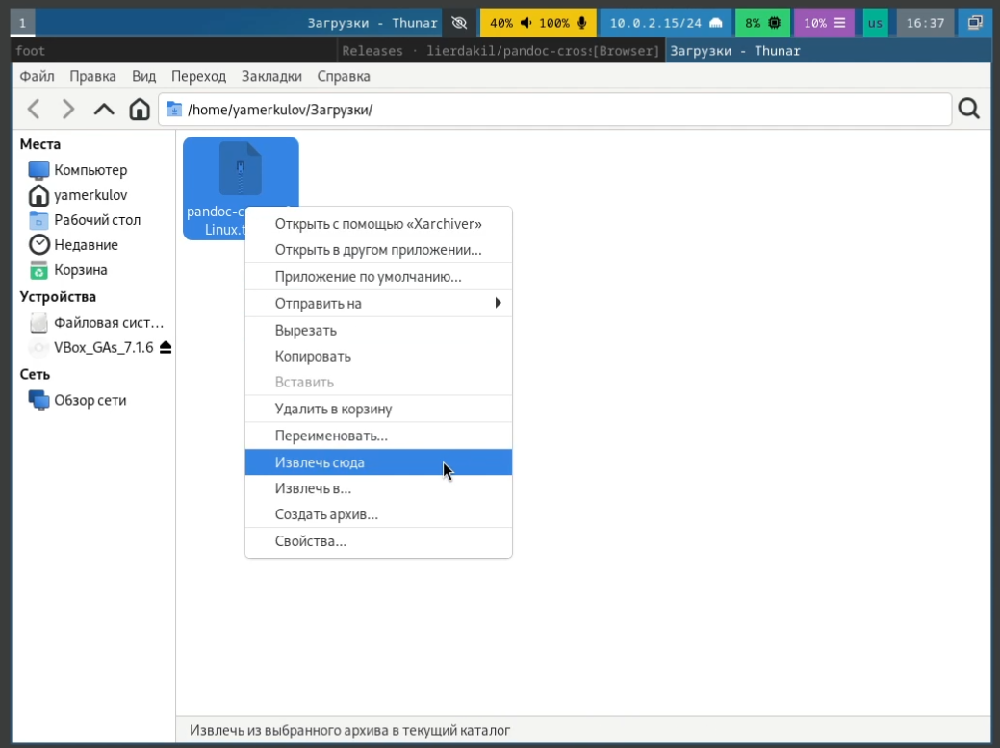 1 Загрузки - Thunar 40% 100% 10.0.2.15/24 8% 10% us 16:37
foot Releases · lierdakil/pandoc-cros:[Browser] Загрузки - Thunar
Файл Правка Вид Переход Закладки Справка
/home/yamerkulov/Загрузки/
Места
Компьютер
yamerkulov
Рабочий стол
Недавние
Корзина
Устройства
Файловая сист...
VBox_GAs_7.1.6
Сеть
Обзор сети
Linux.t
Открыть с помощью «Xarchiver»
Открыть в другом приложении...
Приложение по умолчанию...
Отправить на
Вырезать
Копировать
Вставить
Удалить в корзину
Переименовать...
Извлечь сюда
Извлечь в...
Создать архив...
Свойства...
Извлечь из выбранного архива в текущий каталог